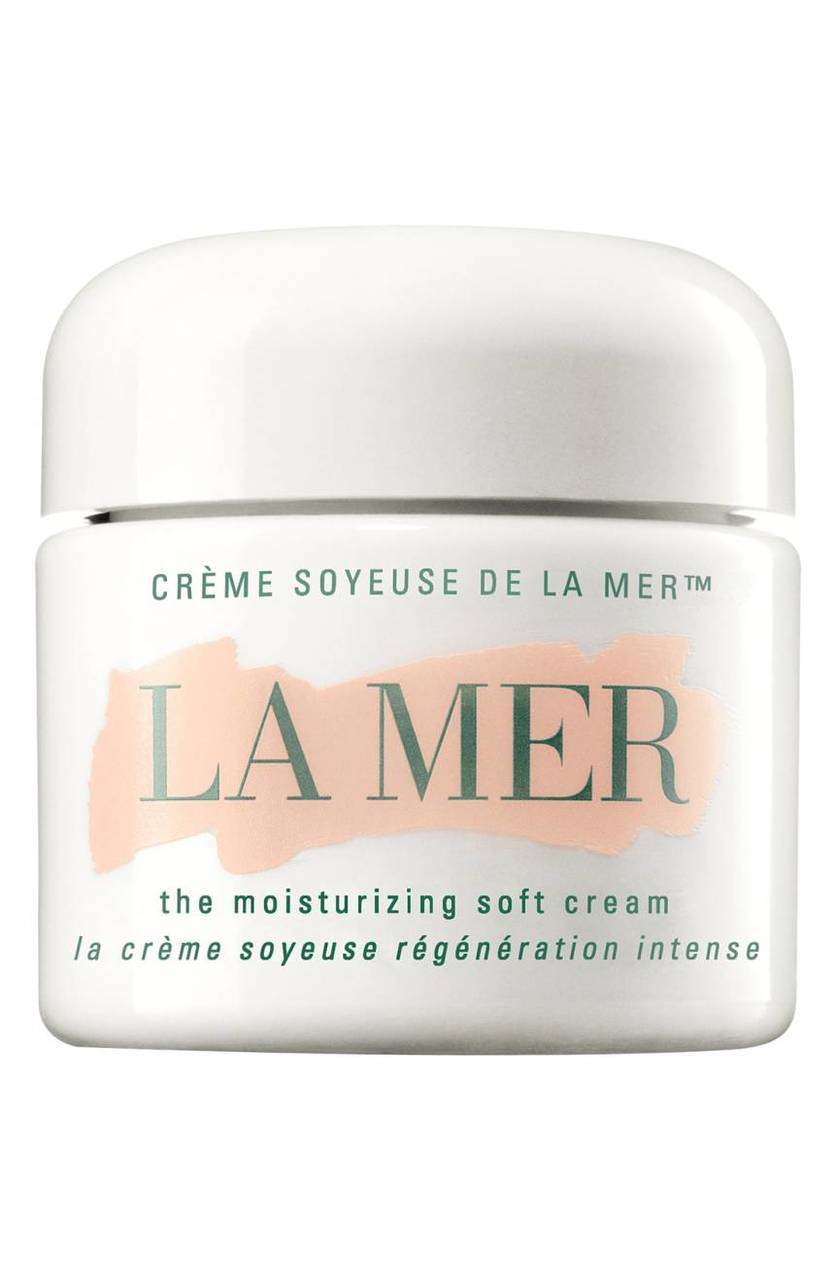 CRÈME SOYEUSE DE LA MER™
LA MER
the moisturizing soft cream
la crème soyeuse régénération intense